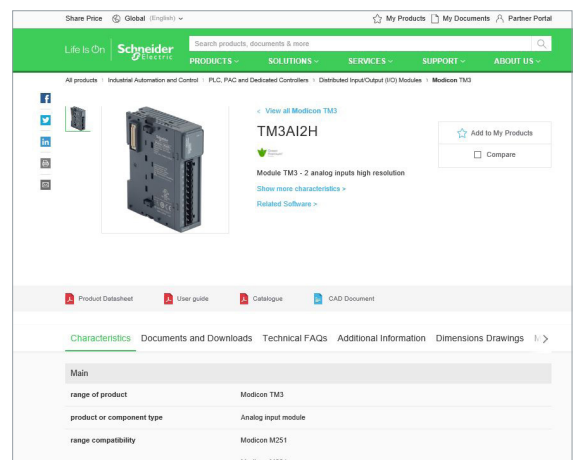 Share Price Global (English) My Products My Documents Partner Portal
Life Is On Schneider Electric
Search products, documents & more
PRODUCTS SOLUTIONS SERVICES SUPPORT ABOUT US
All products Industrial Automation and Control PLC, PAC and Dedicated Controllers Distributed Input/Output (I/O) Modules Modicon TM3
< View all Modicon TM3
TM3AI2H
Add to My Products
Compare
Module TM3 - 2 analog inputs high resolution
Show more characteristics >
Related Software >
Product Datasheet User guide Catalogue CAD Document
Characteristics Documents and Downloads Technical FAQs Additional Information Dimensions Drawings
Main
range of product Modicon TM3
product or component type Analog input module
range compatibility Modicon M251